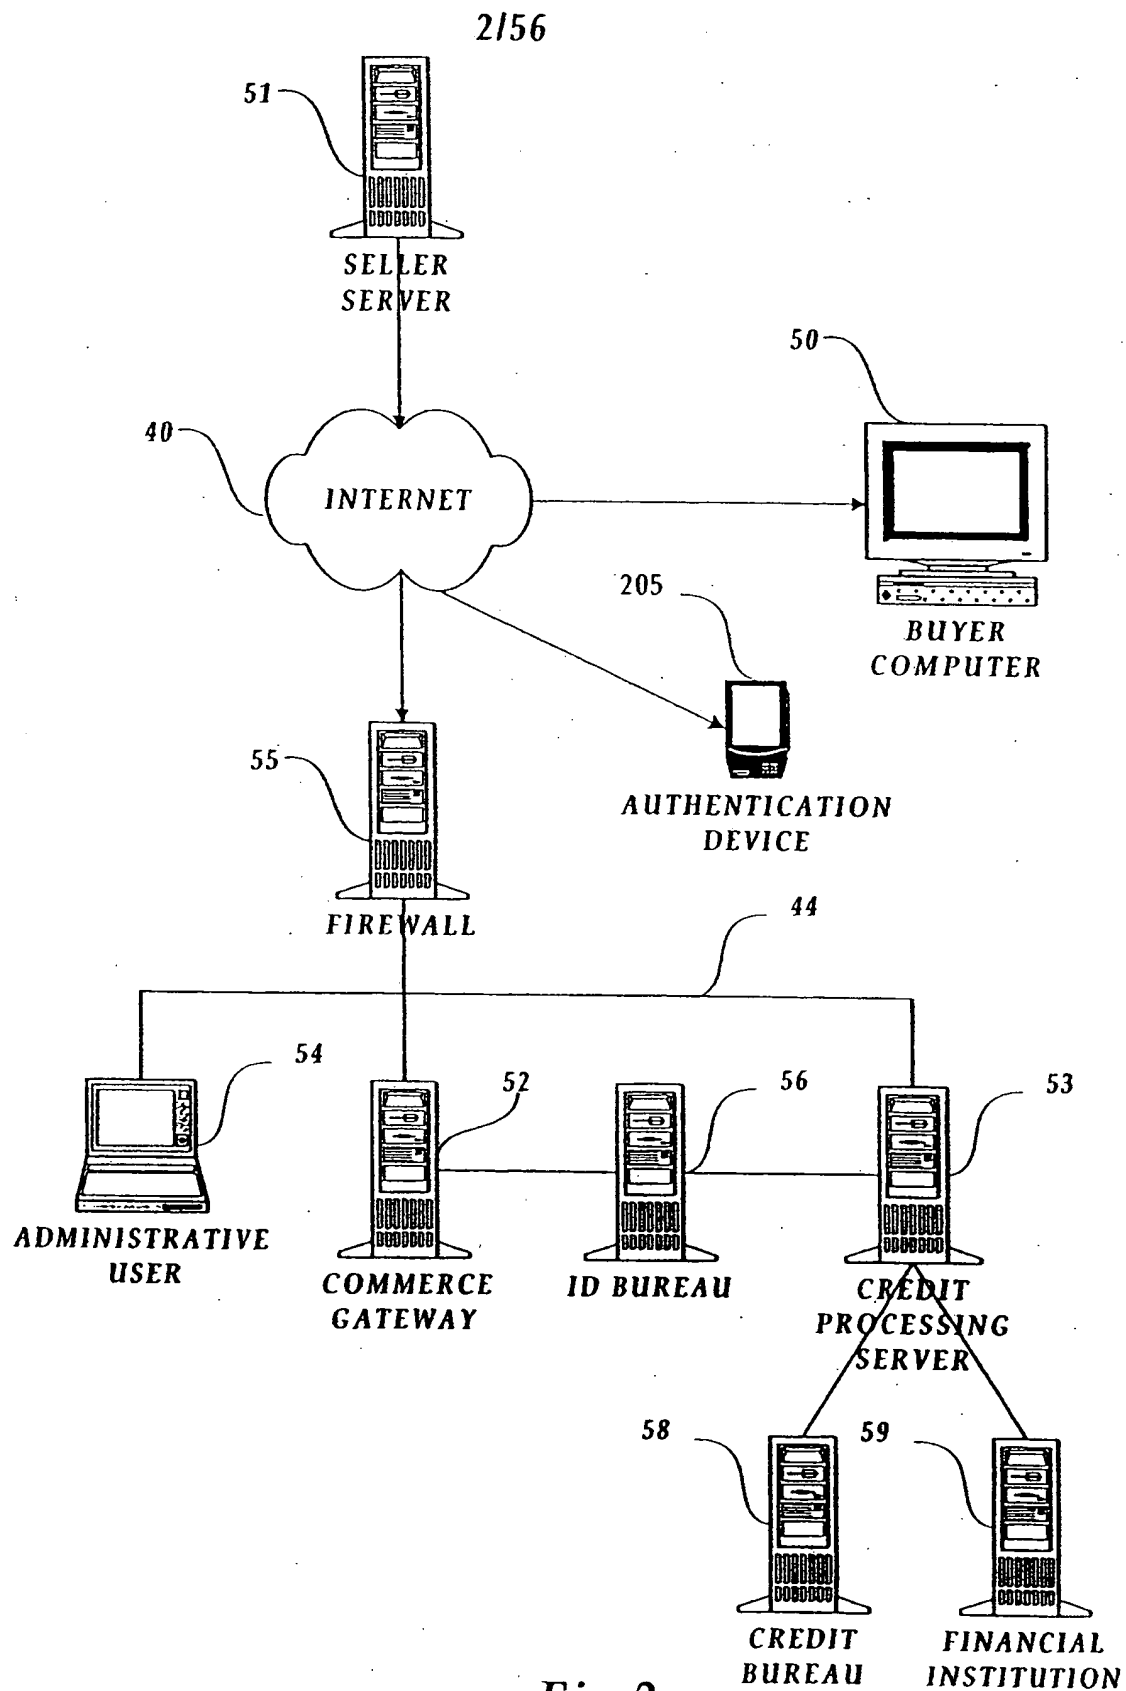 2/56
51
SELLER
SERVER
50
40
INTERNET
205
BUYER
COMPUTER
55
AUTHENTICATION
DEVICE
44
FIREWALL
54
52
56
53
ADMINISTRATIVE
USER
COMMERCE
GATEWAY
ID BUREAU
CREDIT
PROCESSING
SERVER
58
59
CREDIT
BUREAU
FINANCIAL
INSTITUTION